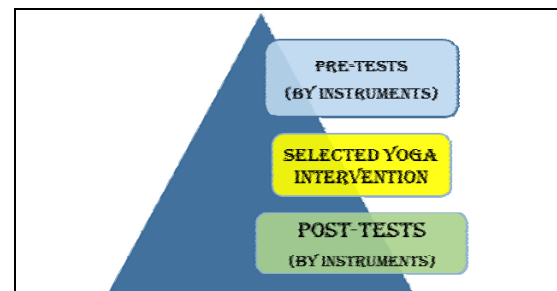 PRE-TESTS
(BY INSTRUMENTS)
SELECTED YOGA
INTERVENTION
POST-TESTS
(BY INSTRUMENTS)